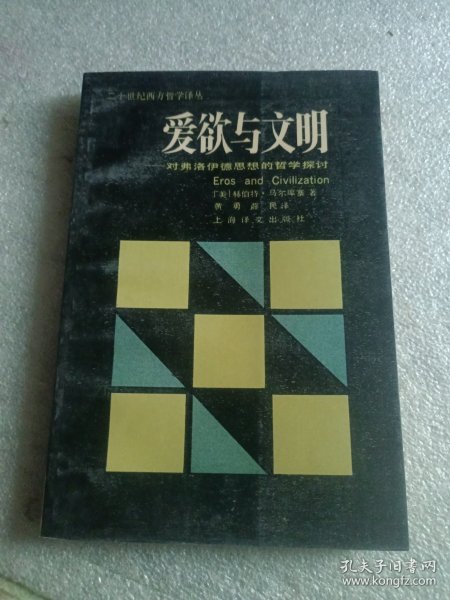 二十世纪西方哲学译丛
爱欲与文明
——对弗洛伊德思想的哲学探讨
Eros and Civilization
〔美〕赫伯特·马尔库塞 著
黄勇 薛民 译
上海译文出版社
孔夫子旧书网
www.kongfz.com